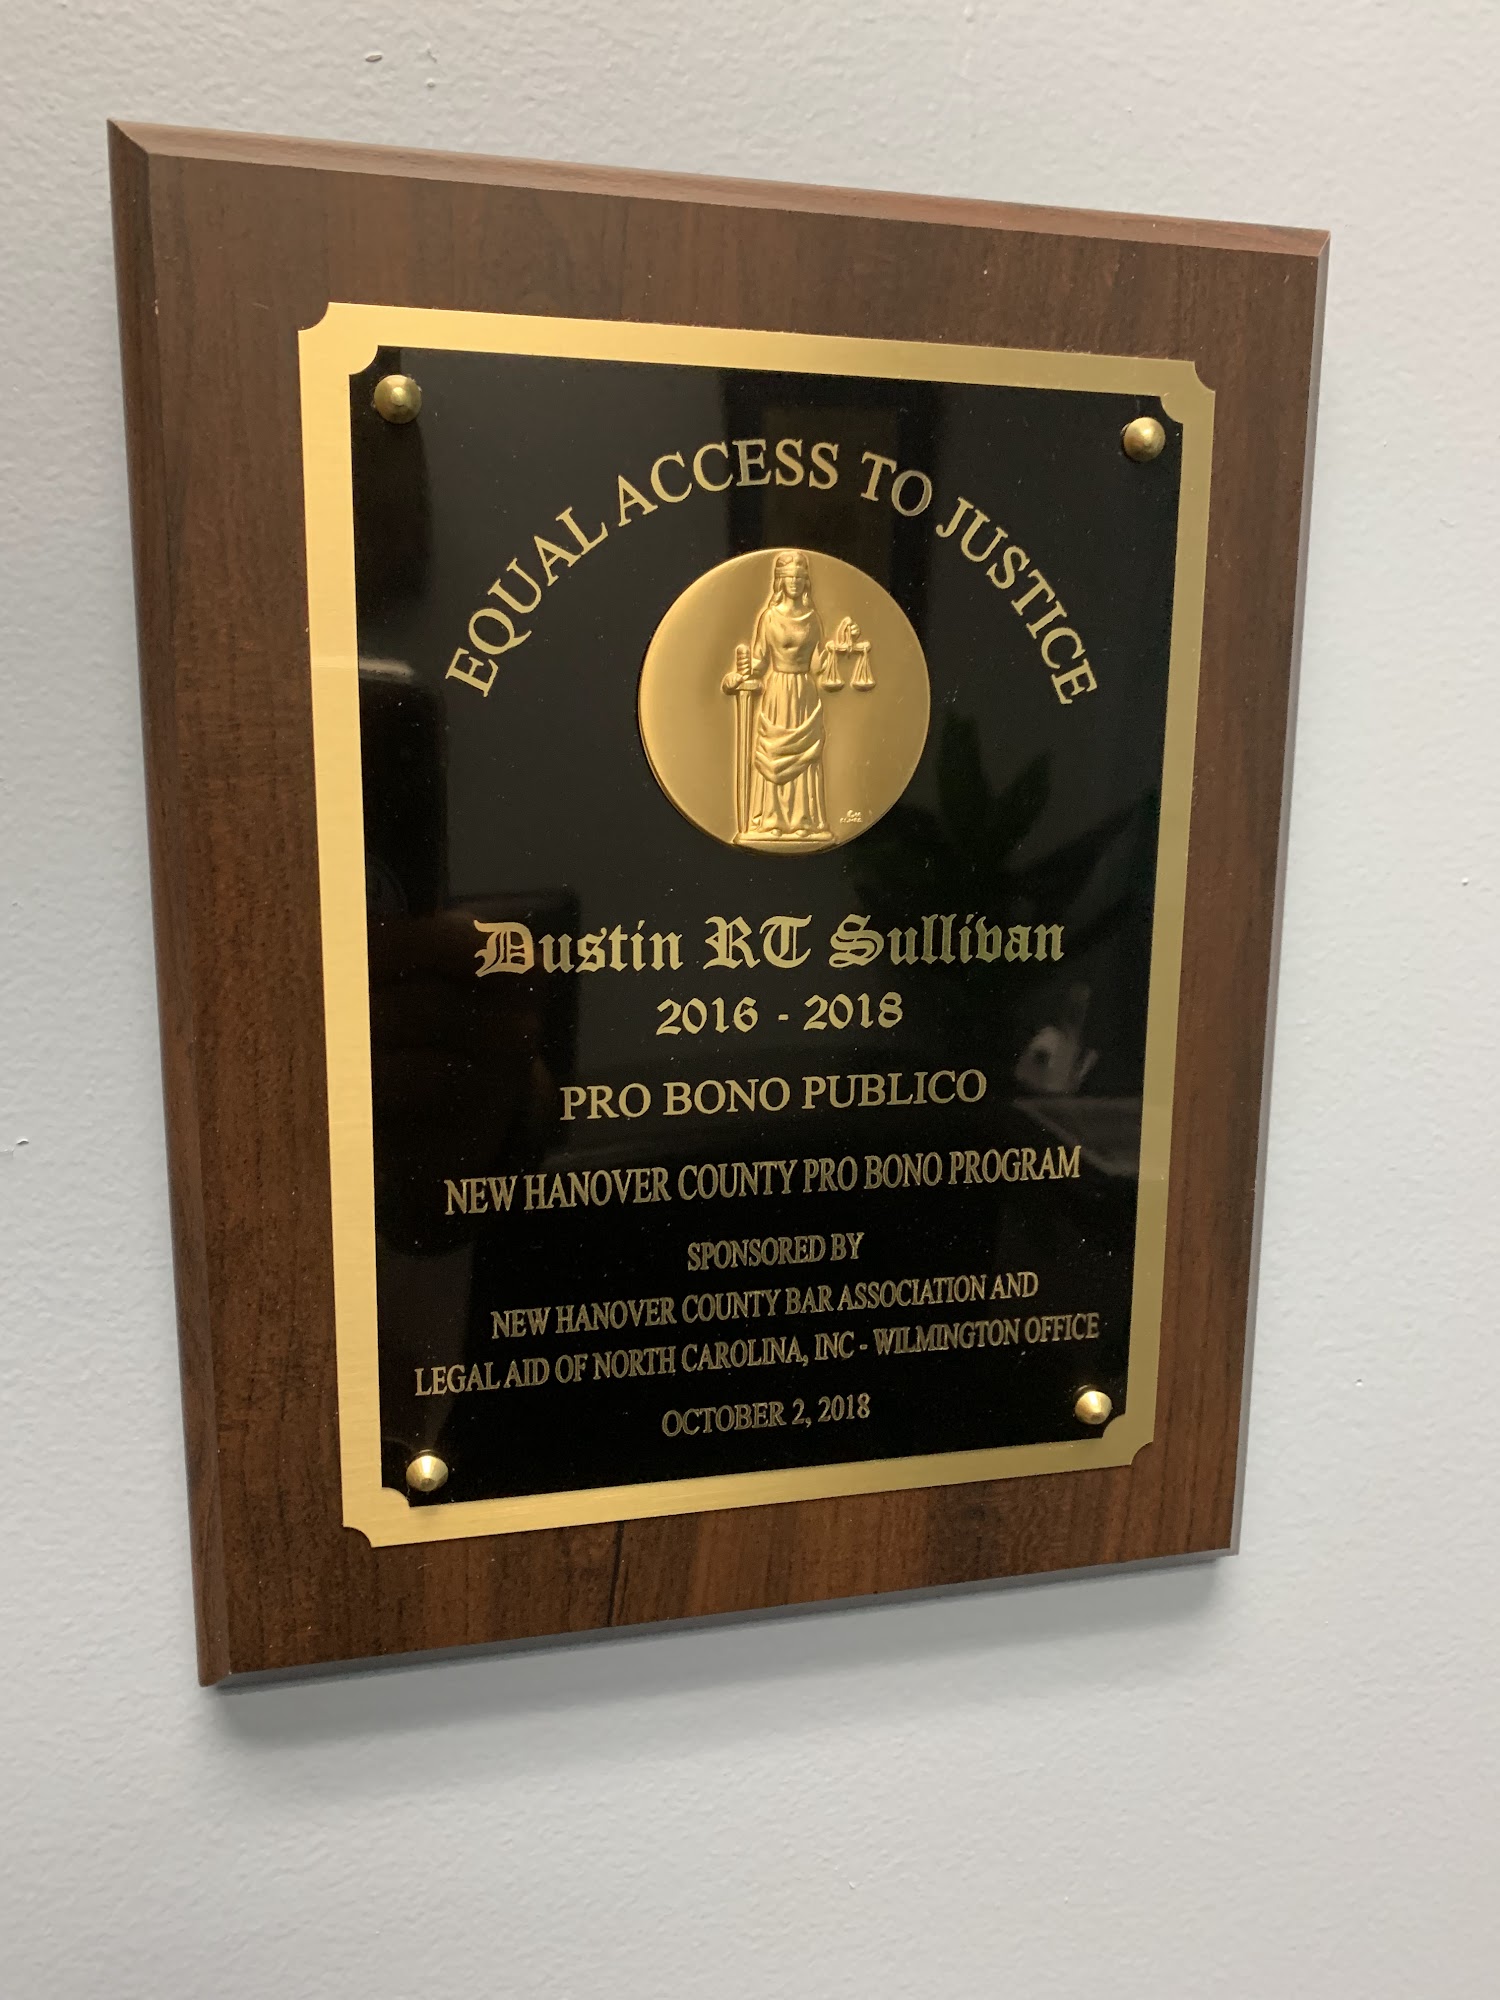 EQUAL ACCESS TO JUSTICE
Dustin RT Sullivan
2016 - 2018
PRO BONO PUBLICO
NEW HANOVER COUNTY PRO BONO PROGRAM
SPONSORED BY
NEW HANOVER COUNTY BAR ASSOCIATION AND
LEGAL AID OF NORTH CAROLINA, INC - WILMINGTON OFFICE
OCTOBER 2, 2018